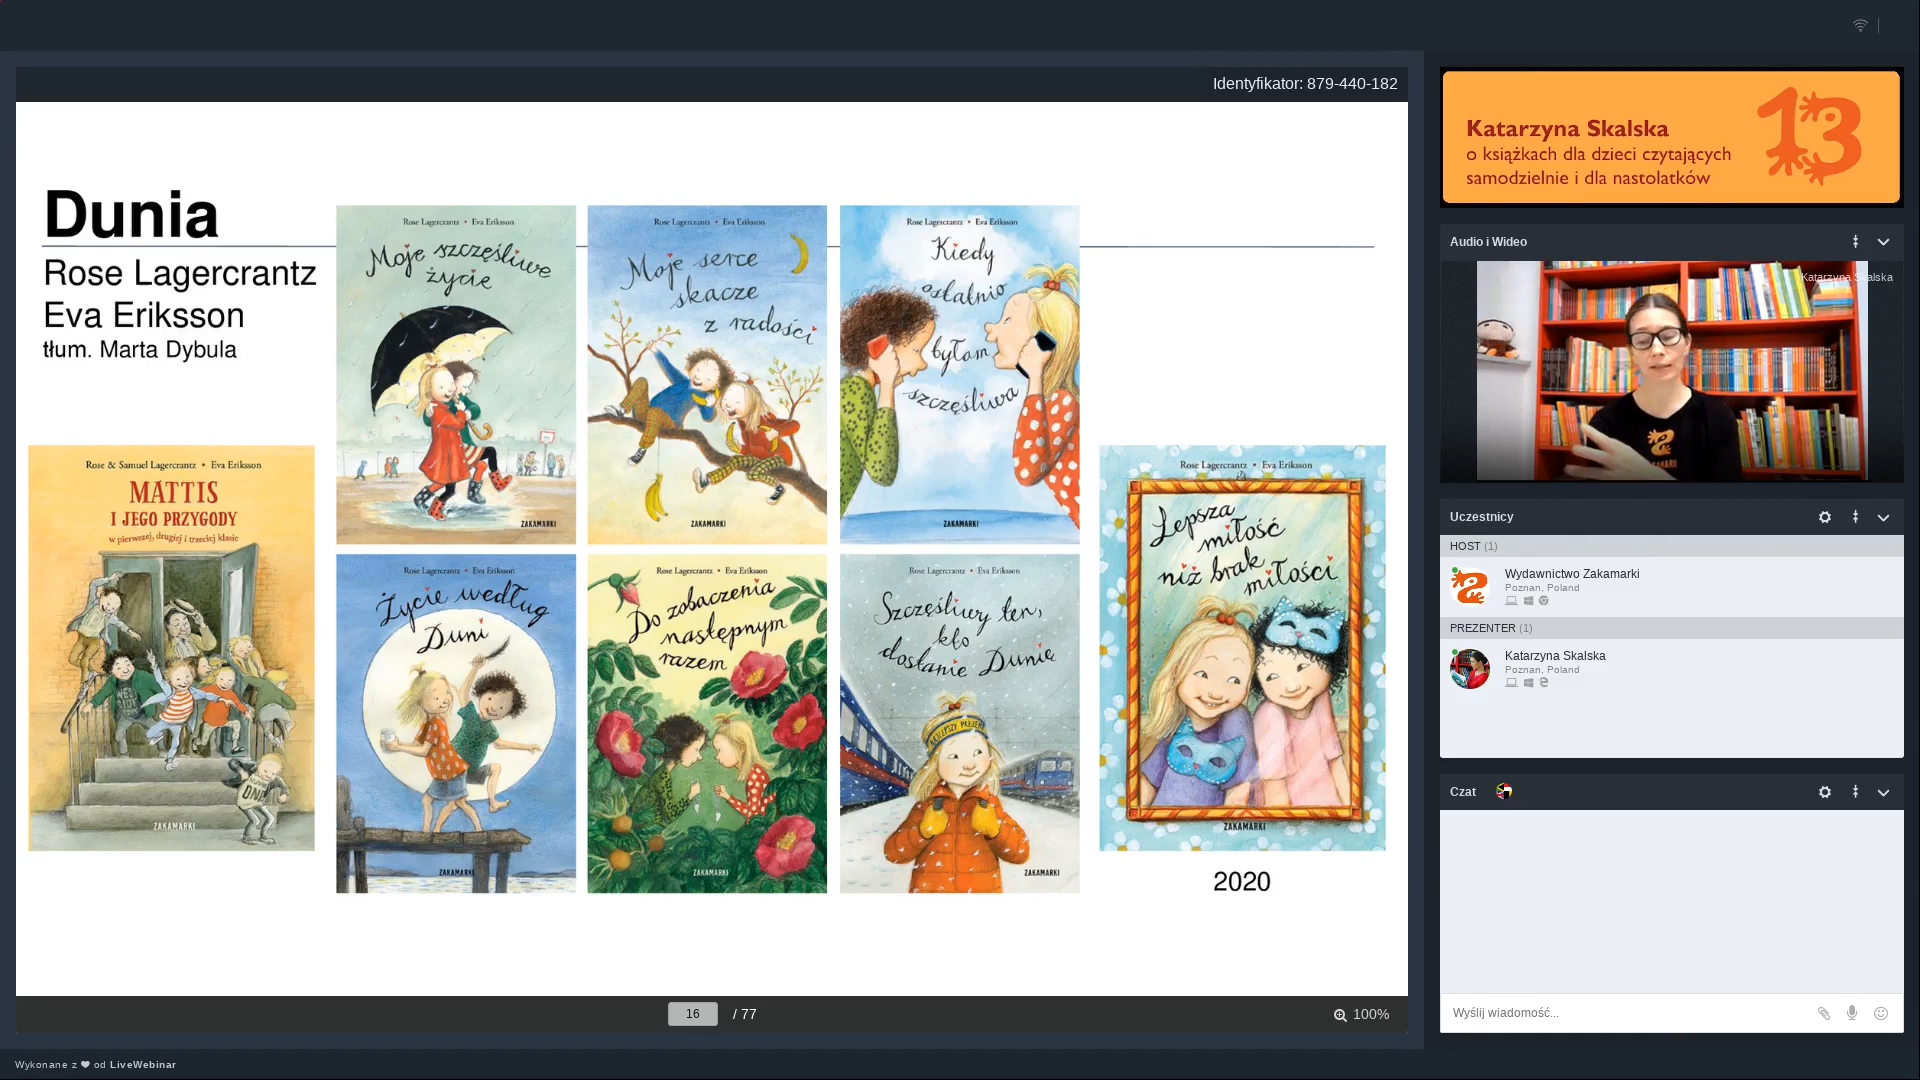 Identyfikator: 879-440-182
Dunia
Rose Lagercrantz
Eva Eriksson
tłum. Marta Dybula
Rose Lagercrantz • Eva Eriksson
Moje szczęśliwe
życie
ZAKAMARKI
Rose Lagercrantz • Eva Eriksson
Moje serce
skacze
z radości
ZAKAMARKI
Rose Lagercrantz • Eva Eriksson
Kiedy
ostatnio
byłam
szczęśliwa
ZAKAMARKI
Rose & Samuel Lagercrantz • Eva Eriksson
MATTIS
I JEGO PRZYGODY
w pierwszej, drugiej i trzeciej klasie
ZAKAMARKI
Rose Lagercrantz • Eva Eriksson
Życie według
Duni
ZAKAMARKI
Rose Lagercrantz • Eva Eriksson
Do zobaczenia
następnym
razem
ZAKAMARKI
Rose Lagercrantz • Eva Eriksson
Szczęśliwy ten,
kto
dostanie Dunię
ZAKAMARKI
Rose Lagercrantz • Eva Eriksson
Lepsza
miłość
niż brak
miłości
ZAKAMARKI
2020
16 / 77
100%
Wykonane z ❤ od LiveWebinar
Katarzyna Skalska
o książkach dla dzieci czytających
samodzielnie i dla nastolatków
13
Audio i Wideo
Katarzyna Skalska
Uczestnicy
HOST (1)
Wydawnictwo Zakamarki
Poznan, Poland
PREZENTER (1)
Katarzyna Skalska
Poznan, Poland
Czat
Wyślij wiadomość...